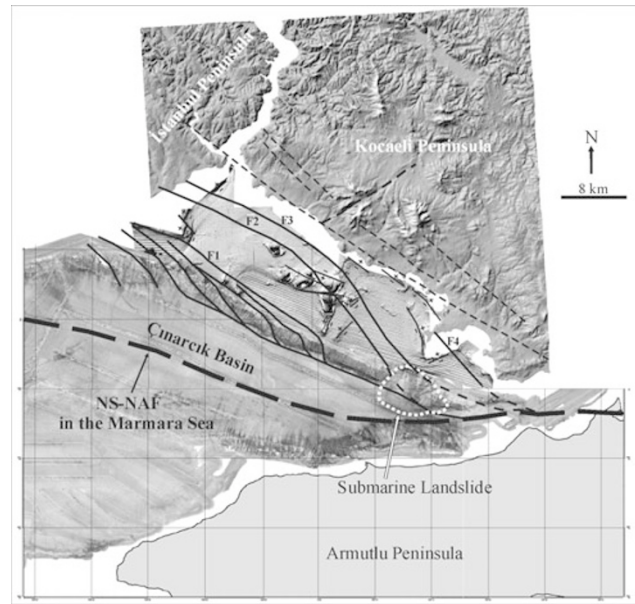 İstanbul Peninsula
Kocaeli Peninsula
N
8 km
F2
F3
F1
F4
Çınarcık Basin
NS-NAF
in the Marmara Sea
Submarine Landslide
Armutlu Peninsula